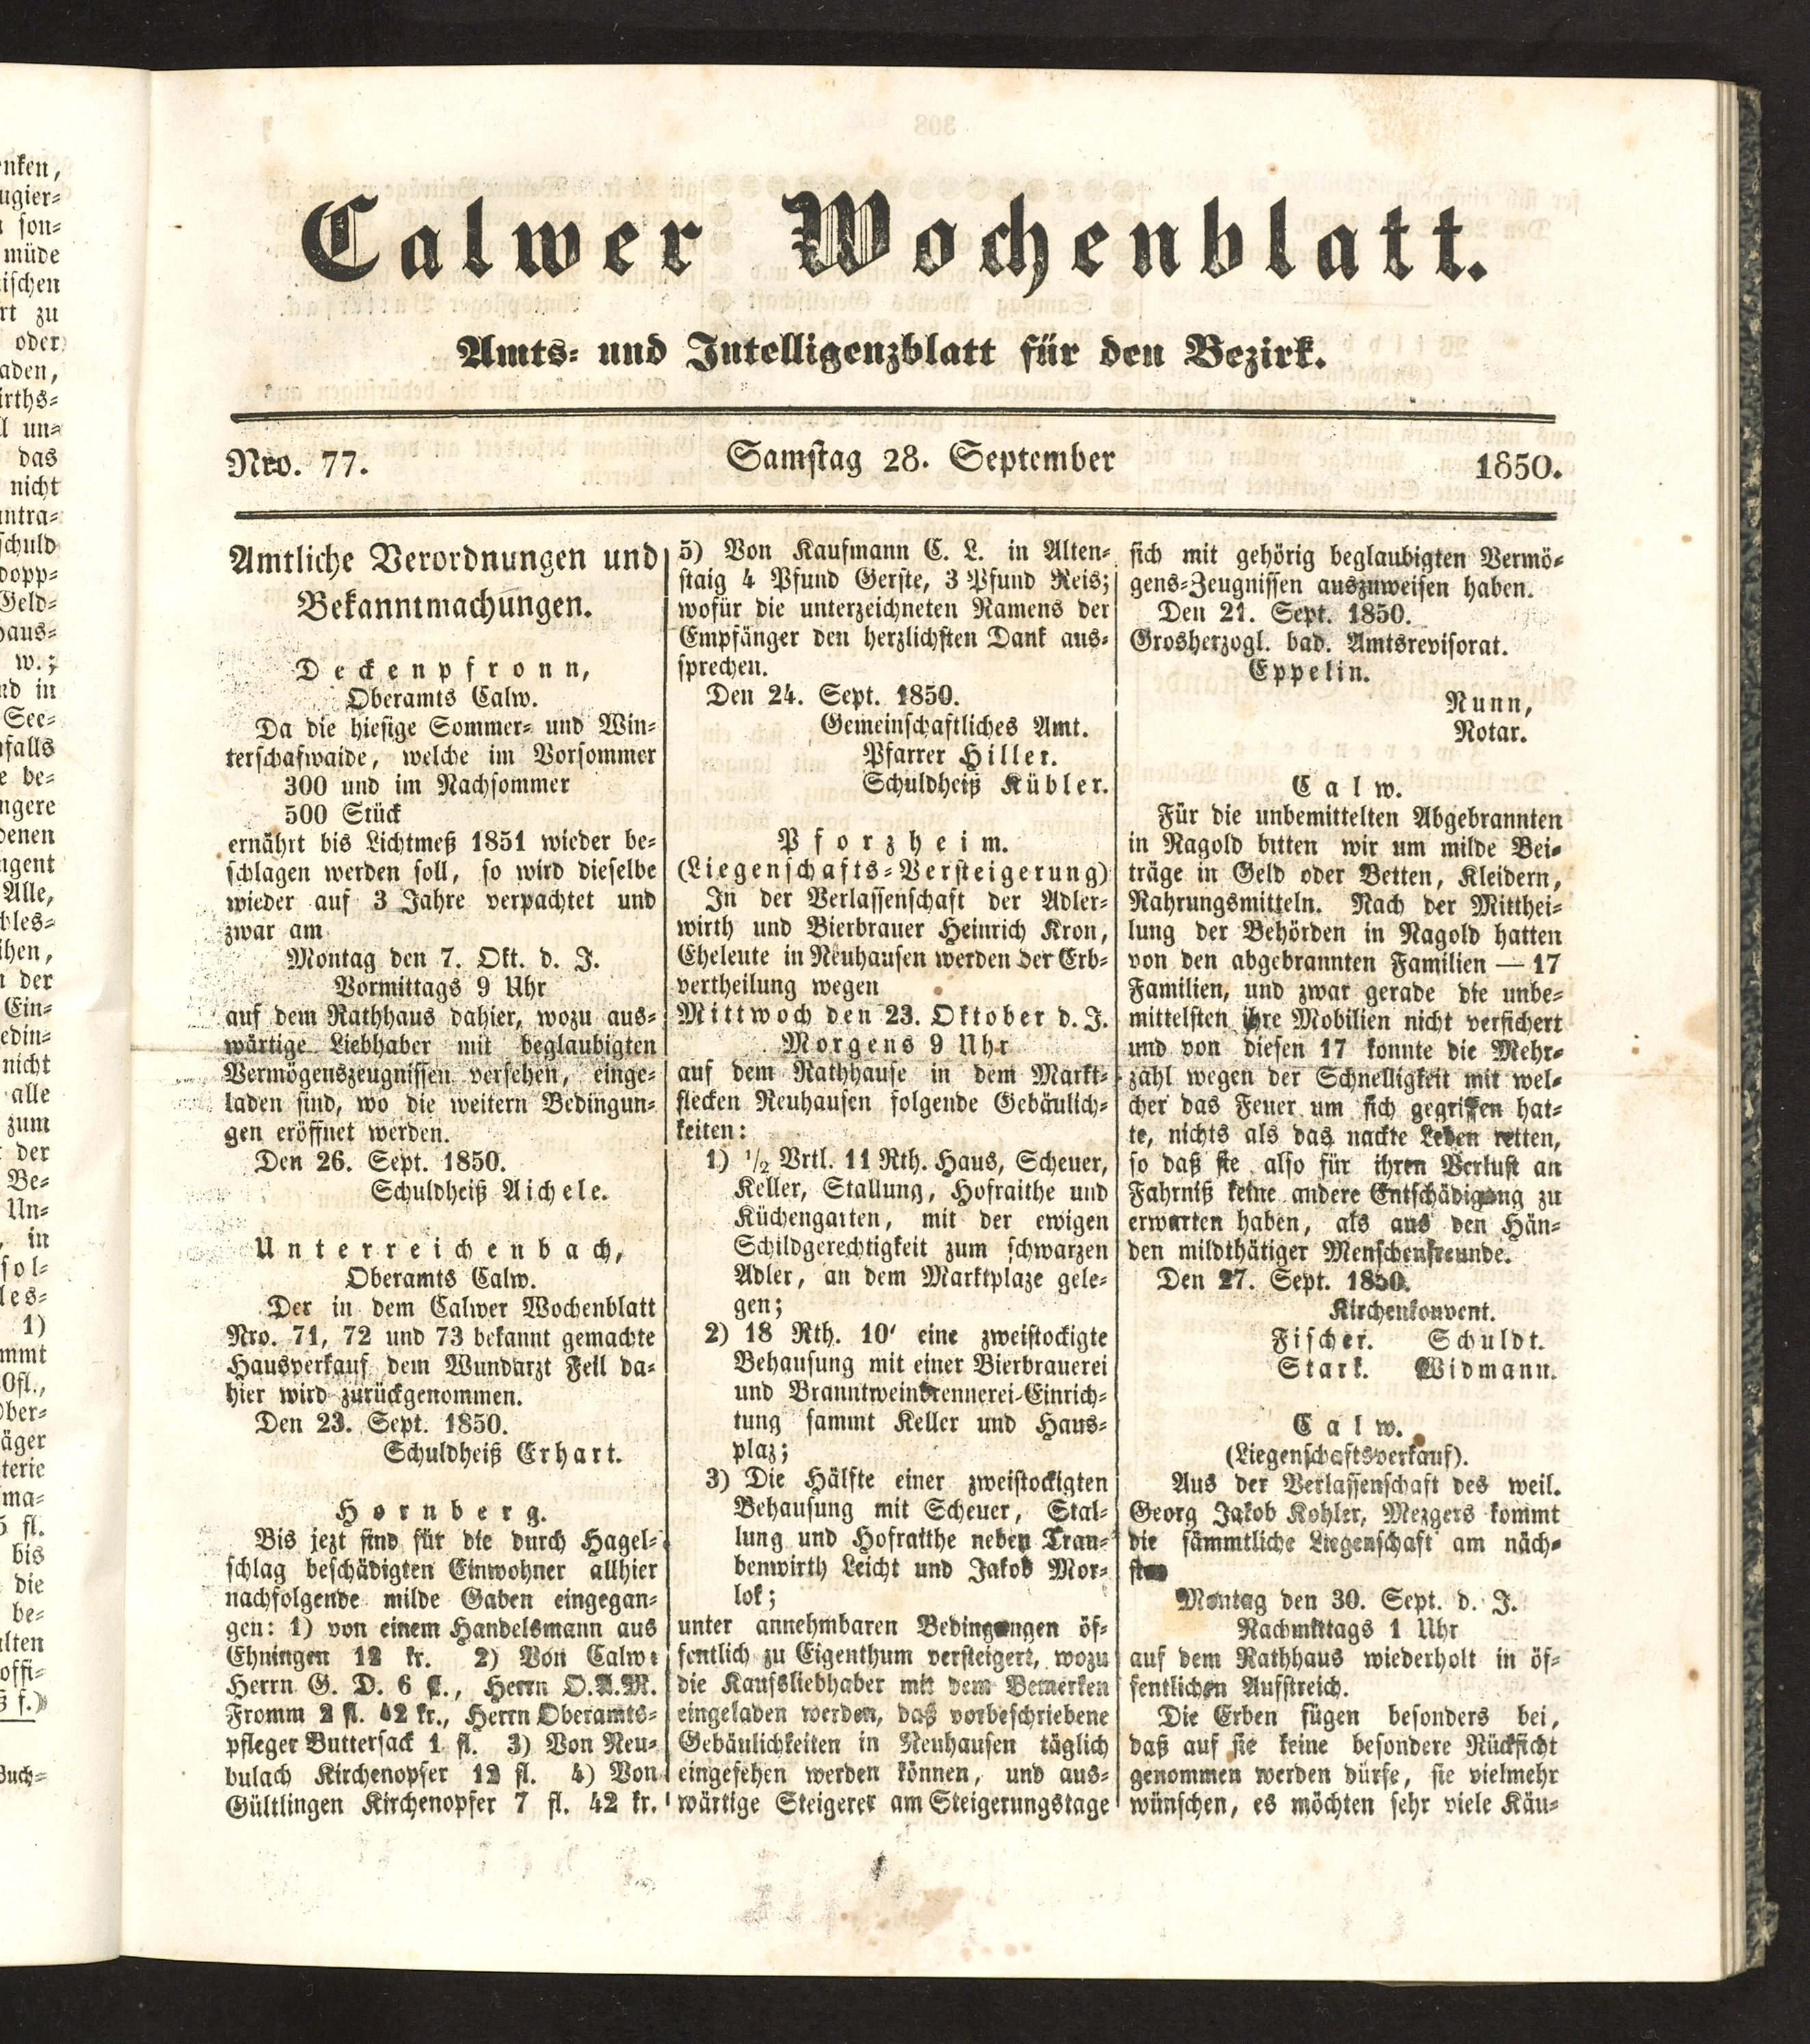 Calwer Wochenblatt.
Amts- und Intelligenzblatt für den Bezirk.
Nro. 77.
Samstag 28. September
1850.
Amtliche Verordnungen und
Bekanntmachungen.
Deckenpfronn,
Oberamts Calw.
Da die hiesige Sommer- und Win-
terschafwaide, welche im Vorsommer
300 und im Nachsommer
500 Stück
ernährt bis Lichtmeß 1851 wieder be-
schlagen werden soll, so wird dieselbe
wieder auf 3 Jahre verpachtet und
zwar am
Montag den 7. Okt. d. J.
Vormittags 9 Uhr
auf dem Rathhaus dahier, wozu aus-
wärtige Liebhaber mit beglaubigten
Vermögenszeugnissen versehen, einge-
laden sind, wo die weitern Bedingun-
gen eröffnet werden.
Den 26. Sept. 1850.
Schuldheiß Aichele.
Unterreichenbach,
Oberamts Calw.
Der in dem Calwer Wochenblatt
Nro. 71, 72 und 73 bekannt gemachte
Hausverkauf dem Wundarzt Fell da-
hier wird zurückgenommen.
Den 23. Sept. 1850.
Schuldheiß Erhart.
Hornberg.
Bis jezt sind für die durch Hagel-
schlag beschädigten Einwohner allhier
nachfolgende milde Gaben eingegan-
gen: 1) von einem Handelsmann aus
Ehningen 12 kr. 2) Von Calw:
Herrn G. D. 6 fl., Herrn O.A.M.
Fromm 2 fl. 42 kr., Herrn Oberamts-
pfleger Buttersack 1 fl. 3) Von Neu-
bulach Kirchenopfer 12 fl. 4) Von
Gültlingen Kirchenopfer 7 fl. 42 kr.
5) Von Kaufmann C. L. in Alten-
staig 4 Pfund Gerste, 3 Pfund Reis;
wofür die unterzeichneten Namens der
Empfänger den herzlichsten Dank aus-
sprechen.
Den 24. Sept. 1850.
Gemeinschaftliches Amt.
Pfarrer Hiller.
Schuldheiß Kübler.
Pforzheim.
(Liegenschafts-Versteigerung)
In der Verlassenschaft der Adler-
wirth und Bierbrauer Heinrich Kron,
Eheleute in Neuhausen werden der Erb-
vertheilung wegen
Mittwoch den 23. Oktober d. J.
Morgens 9 Uhr
auf dem Rathhause in dem Markt-
flecken Neuhausen folgende Gebäulich-
keiten:
1) 1/2 Vrtl. 11 Rth. Haus, Scheuer,
Keller, Stallung, Hofraithe und
Küchengarten, mit der ewigen
Schildgerechtigkeit zum schwarzen
Adler, an dem Marktplaze gele-
gen;
2) 18 Rth. 10' eine zweistockigte
Behausung mit einer Bierbrauerei
und Branntweinbrennerei-Einrich-
tung sammt Keller und Haus-
plaz;
3) Die Hälfte einer zweistockigten
Behausung mit Scheuer, Stal-
lung und Hofraithe neben Trau-
benwirth Leicht und Jakob Mor-
lok;
unter annehmbaren Bedingungen öf-
fentlich zu Eigenthum versteigert, wozu
die Kaufsliebhaber mit dem Bemerken
eingeladen werden, daß vorbeschriebene
Gebäulichkeiten in Neuhausen täglich
eingesehen werden können, und aus-
wärtige Steigerer am Steigerungstage
sich mit gehörig beglaubigten Vermö-
gens-Zeugnissen auszuweisen haben.
Den 21. Sept. 1850.
Grosherzogl. bad. Amtsrevisorat.
Eppelin.
Nunn,
Notar.
Calw.
Für die unbemittelten Abgebrannten
in Nagold bitten wir um milde Bei-
träge in Geld oder Betten, Kleidern,
Nahrungsmitteln. Nach der Mitthei-
lung der Behörden in Nagold hatten
von den abgebrannten Familien — 17
Familien, und zwar gerade die unbe-
mittelsten ihre Mobilien nicht versichert
und von diesen 17 konnte die Mehr-
zahl wegen der Schnelligkeit mit wel-
cher das Feuer um sich gegriffen hat-
te, nichts als das nackte Leben retten,
so daß sie also für ihren Verlust an
Fahrniß keine andere Entschädigung zu
erwarten haben, als aus den Hän-
den mildthätiger Menschenfreunde.
Den 27. Sept. 1850.
Kirchenkonvent.
Fischer. Schuldt.
Stark. Widmann.
Calw.
(Liegenschaftsverkauf).
Aus der Verlassenschaft des weil.
Georg Jakob Kohler, Mezgers kommt
die sämmtliche Liegenschaft am näch-
sten
Montag den 30. Sept. d. J.
Nachmittags 1 Uhr
auf dem Rathhaus wiederholt in öf-
fentlichen Aufstreich.
Die Erben fügen besonders bei,
daß auf sie keine besondere Rücksicht
genommen werden dürfe, sie vielmehr
wünschen, es möchten sehr viele Käu-